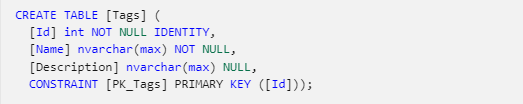 CREATE TABLE [Tags] (
[Id] int NOT NULL IDENTITY,
[Name] nvarchar(max) NOT NULL,
[Description] nvarchar(max) NULL,
CONSTRAINT [PK_Tags] PRIMARY KEY ([Id]));